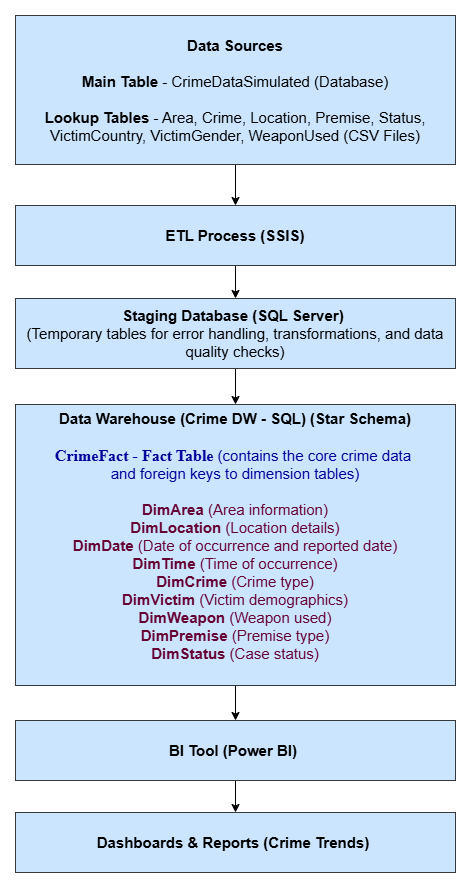 Data Sources
Main Table - CrimeDataSimulated (Database)
Lookup Tables - Area, Crime, Location, Premise, Status,
VictimCountry, VictimGender, WeaponUsed (CSV Files)
ETL Process (SSIS)
Staging Database (SQL Server)
(Temporary tables for error handling, transformations, and data
quality checks)
Data Warehouse (Crime DW - SQL) (Star Schema)
CrimeFact - Fact Table (contains the core crime data
and foreign keys to dimension tables)
DimArea (Area information)
DimLocation (Location details)
DimDate (Date of occurrence and reported date)
DimTime (Time of occurrence)
DimCrime (Crime type)
DimVictim (Victim demographics)
DimWeapon (Weapon used)
DimPremise (Premise type)
DimStatus (Case status)
BI Tool (Power BI)
Dashboards & Reports (Crime Trends)